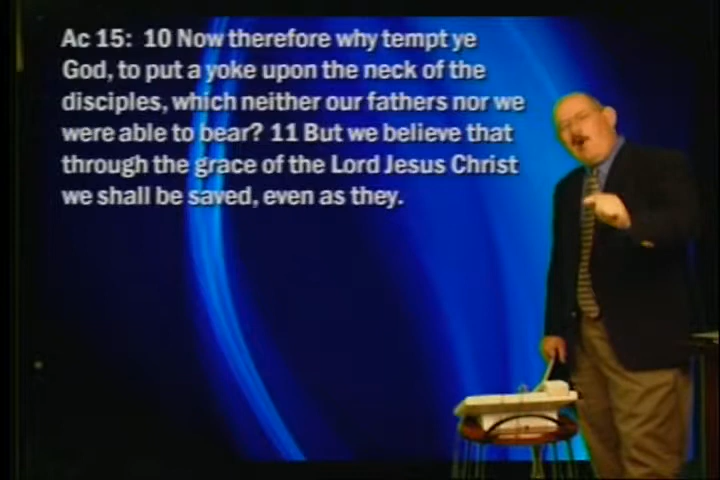 Ac 15: 10 Now therefore why tempt ye
God, to put a yoke upon the neck of the
disciples, which neither our fathers nor we
were able to bear? 11 But we believe that
through the grace of the Lord Jesus Christ
we shall be saved, even as they.